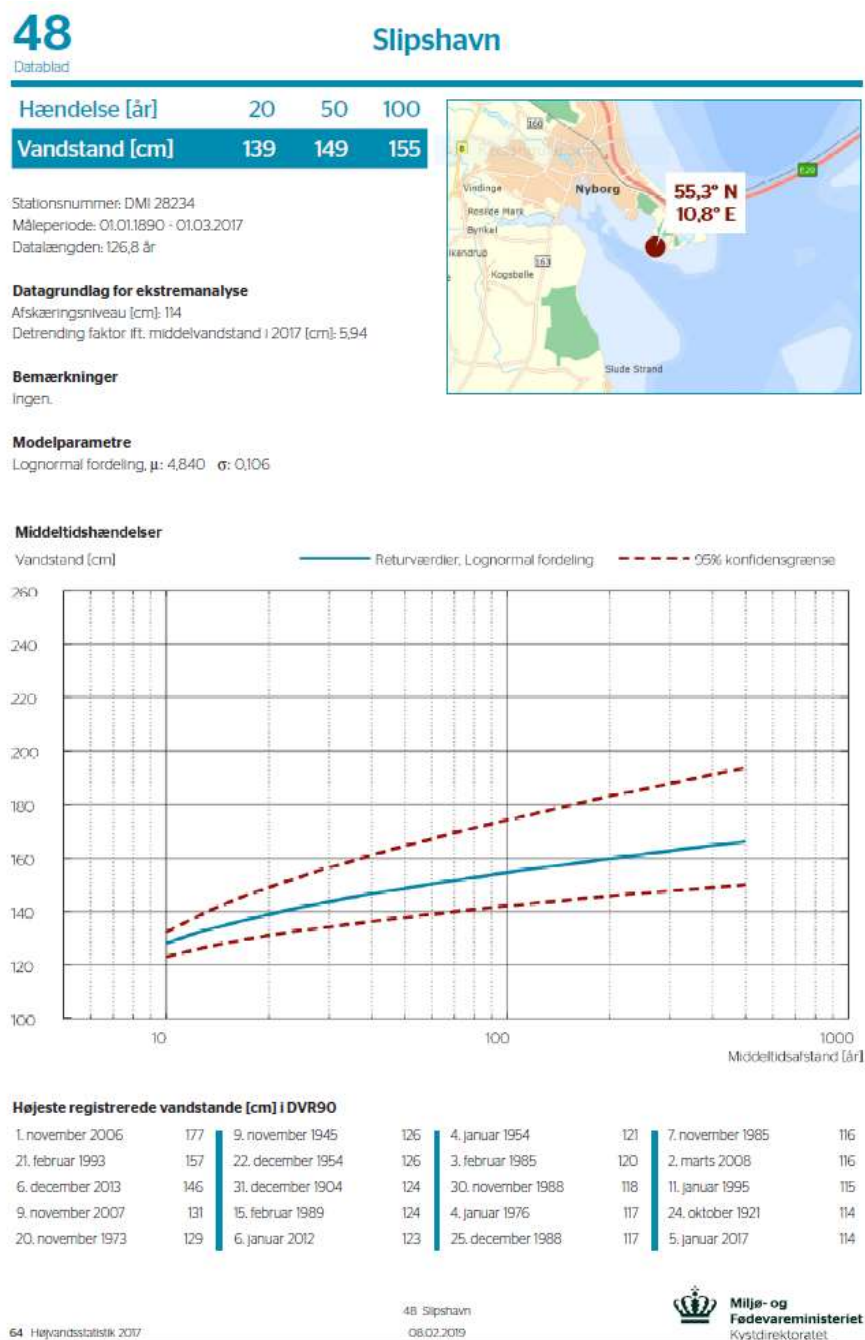 48
Datablad
Slipshavn
Hændelse [år] 20 50 100
Vandstand [cm] 139 149 155
Stationsnummer: DMI 28234
Måleperiode: 01.01.1890 - 01.03.2017
Datalængden: 126,8 år
Datagrundlag for ekstremanalyse
Afskæringsniveau [cm]: 114
Detrending faktor ift. middelvandstand i 2017 [cm]: 5,94
Bemærkninger
Ingen.
Modelparametre
Lognormal fordeling, μ: 4,840 σ: 0,106
160
8
E20
Vindinge
Nyborg
55,3° N
10,8° E
Rosilde Mark
Bynkel
163
Kogsbølle
Slude Strand
Middeltidshændelser
Vandstand [cm]
Returværdier, Lognormal fordeling
95% konfidensgrænse
260
240
220
200
180
160
140
120
100
10 100 1000
Middeltidsafstand [år]
Højeste registrerede vandstande [cm] i DVR90
1. november 2006 177 9. november 1945 126 4. januar 1954 121 7. november 1985 116
21. februar 1993 157 22. december 1954 126 3. februar 1985 120 2. marts 2008 116
6. december 2013 146 31. december 1904 124 30. november 1988 118 11. januar 1995 115
9. november 2007 131 15. februar 1989 124 4. januar 1976 117 24. oktober 1921 114
20. november 1973 129 6. januar 2012 123 25. december 1988 117 5. januar 2017 114
48 Slipshavn
64 Højvandsstatistik 2017
08.02.2019
Miljø- og
Fødevareministeriet
Kystdirektoratet